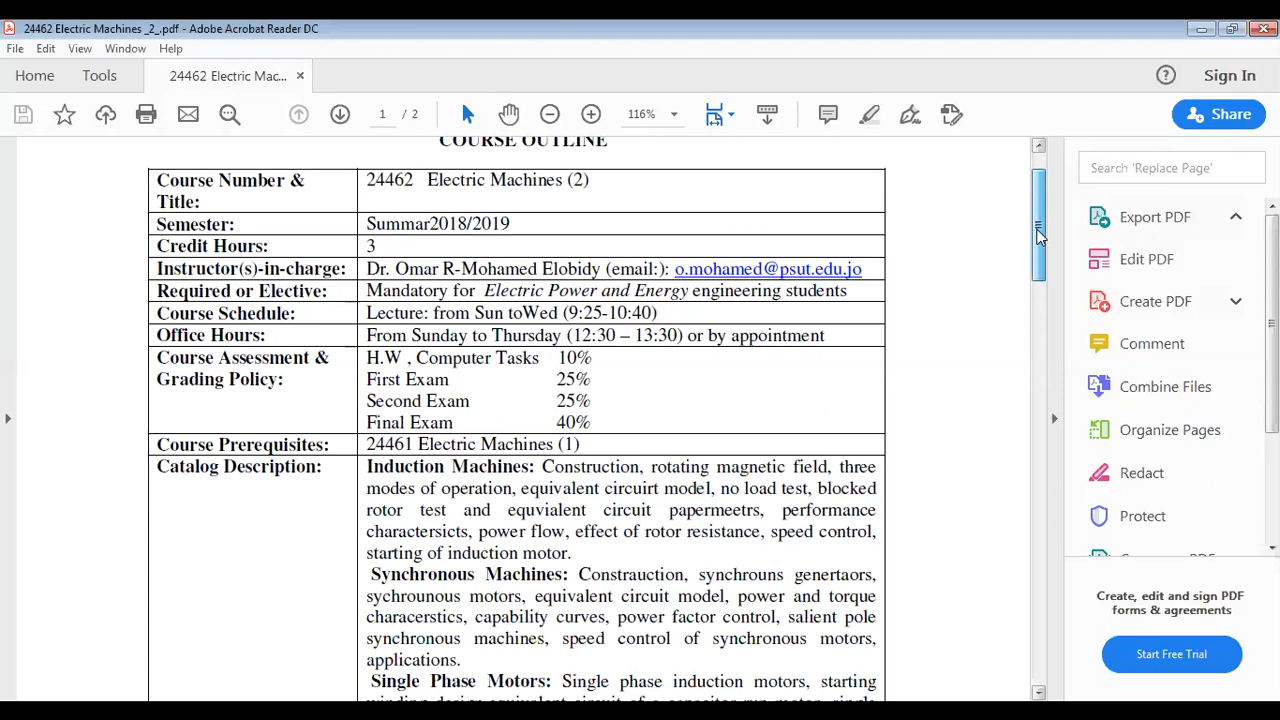 24462 Electric Machines _2_.pdf - Adobe Acrobat Reader DC
File Edit View Window Help
Home Tools 24462 Electric Mac... ×
1 / 2 116% Share
? Sign In
COURSE OUTLINE
Course Number & Title: 24462 Electric Machines (2)
Semester: Summar2018/2019
Credit Hours: 3
Instructor(s)-in-charge: Dr. Omar R-Mohamed Elobidy (email:): o.mohamed@psut.edu.jo
Required or Elective: Mandatory for Electric Power and Energy engineering students
Course Schedule: Lecture: from Sun toWed (9:25-10:40)
Office Hours: From Sunday to Thursday (12:30 – 13:30) or by appointment
Course Assessment & Grading Policy:
H.W , Computer Tasks 10%
First Exam 25%
Second Exam 25%
Final Exam 40%
Course Prerequisites: 24461 Electric Machines (1)
Catalog Description: Induction Machines: Construction, rotating magnetic field, three
modes of operation, equivalent circuirt model, no load test, blocked
rotor test and equvialent circuit papermeetrs, performance
charactersicts, power flow, effect of rotor resistance, speed control,
starting of induction motor.
Synchronous Machines: Constrauction, synchrouns genertaors,
sychrounous motors, equivalent circuit model, power and torque
characerstics, capability curves, power factor control, salient pole
synchronous machines, speed control of synchronous motors,
applications.
Single Phase Motors: Single phase induction motors, starting
Search 'Replace Page'
Export PDF
Edit PDF
Create PDF
Comment
Combine Files
Organize Pages
Redact
Protect
Create, edit and sign PDF
forms & agreements
Start Free Trial